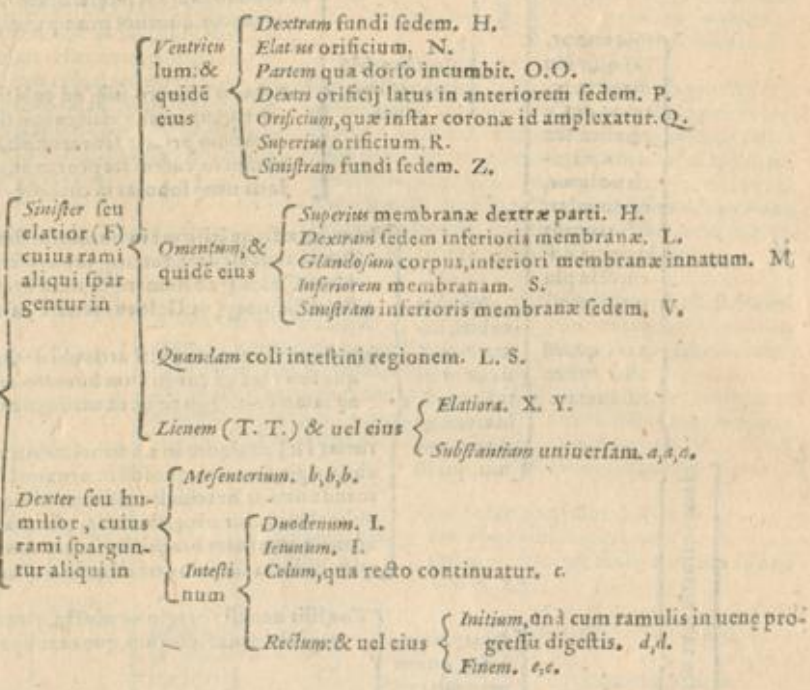 Sinister seu
elatior (F)
cuius rami
aliqui spar
gentur in
Ventricu
lum: &
quidē
eius
Dextram fundi sedem. H.
Elatius orificium. N.
Partem qua dorso incumbit. O.O.
Dextri orificij latus in anteriorem sedem. P.
Orificium, quæ instar coronæ id amplexatur. Q.
Superius orificium. R.
Sinistram fundi sedem. Z.
Omentum, &
quidē eius
Superius membranæ dextræ parti. H.
Dextram sedem inferioris membranæ. L.
Glandosum corpus, inferiori membranæ innatum. M.
Inferiorem membranam. S.
Sinistram inferioris membranæ sedem. V.
Quandam coli intestini regionem. L. S.
Lienem (T. T.) & uel eius
Elatiora. X. Y.
Substantiam uniuersam. a,a,a.
Dexter seu hu-
milior, cuius
rami spargun-
tur aliqui in
Mesenterium. b,b,b.
Intesti
num
Duodenum. I.
Ieiunum. I.
Colum, qua recto continuatur. c.
Rectum: & uel eius
Initium, unà cum ramulis in uenę pro-
gressu digestis. d,d.
Finem. e,e.